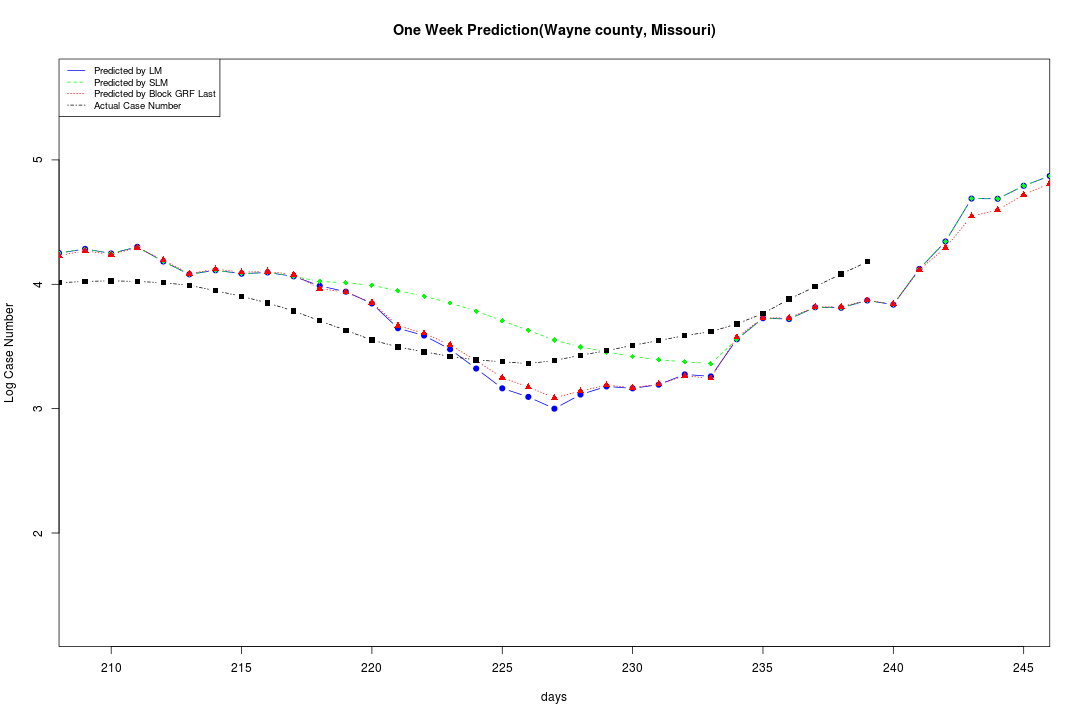 One Week Prediction(Wayne county, Missouri)
Predicted by LM
Predicted by SLM
Predicted by Block GRF Last
Actual Case Number
5
4
3
2
Log Case Number
210 215 220 225 230 235 240 245
days